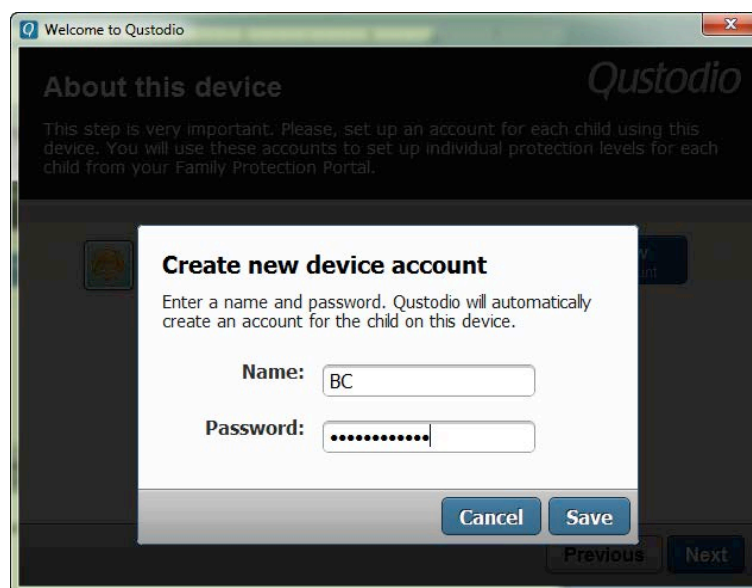 Welcome to Qustodio
About this device
Qustodio
This step is very important. Please, set up an account for each child using this
device. You will use these accounts to set up individual protection levels for each
child from your Family Protection Portal.
Create new device account
Enter a name and password. Qustodio will automatically
create an account for the child on this device.
Name:
BC
Password:
••••••••••••
Cancel
Save
Previous
Next